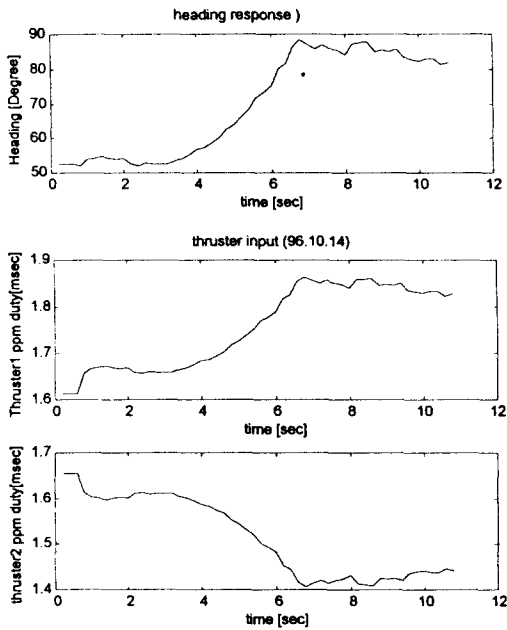 heading response )
90
80
70
60
50
Heading [Degree]
0 2 4 6 8 10 12
time [sec]
thruster input (96.10.14)
1.9
1.8
1.7
1.6
Thruster1 ppm duty[msec]
0 2 4 6 8 10 12
time [sec]
1.7
1.6
1.5
1.4
thruster2 ppm duty[msec]
0 2 4 6 8 10 12
time [sec]